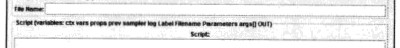 File Name:
Script (variables: ctx vars props prev sampler log Label Filename Parameters args[] OUT)
Script: